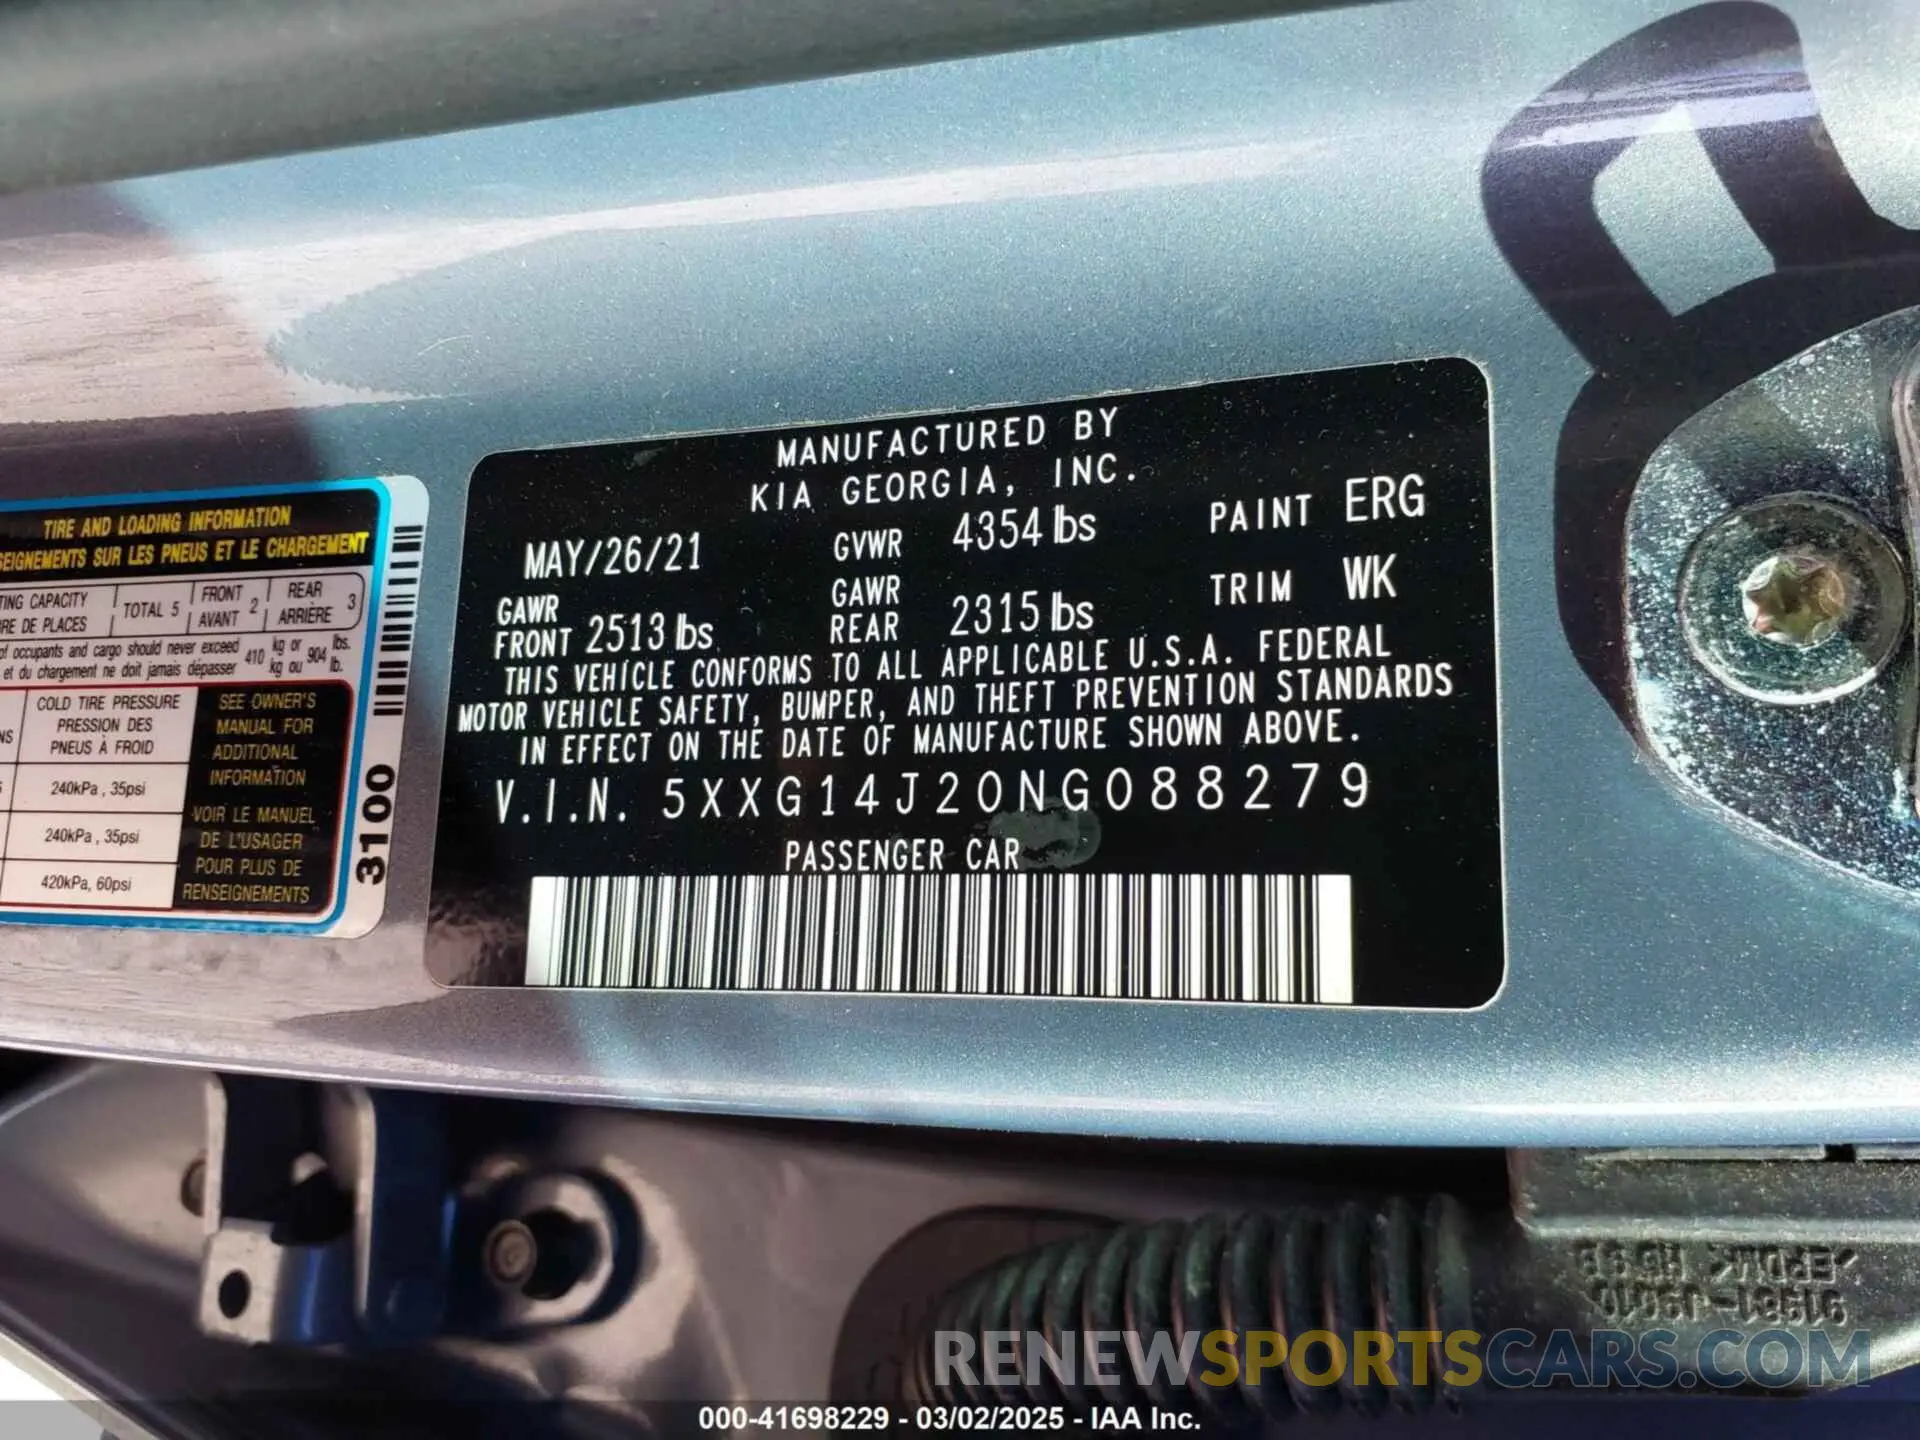 TIRE AND LOADING INFORMATION
SEIGNEMENTS SUR LES PNEUS ET LE CHARGEMENT
TING CAPACITY
RE DE PLACES
TOTAL 5
FRONT
AVANT 2
REAR
ARRIÈRE 3
of occupants and cargo should never exceed
et du chargement ne doit jamais dépasser
410 kg or 904 lbs.
kg ou lb.
COLD TIRE PRESSURE
PRESSION DES
PNEUS À FROID
240kPa , 35psi
240kPa , 35psi
420kPa, 60psi
SEE OWNER'S
MANUAL FOR
ADDITIONAL
INFORMATION
VOIR LE MANUEL
DE L'USAGER
POUR PLUS DE
RENSEIGNEMENTS
3100
MANUFACTURED BY
KIA GEORGIA, INC.
MAY/26/21 GVWR 4354 lbs PAINT ERG
GAWR
FRONT 2513 lbs
GAWR
REAR 2315 lbs
TRIM WK
THIS VEHICLE CONFORMS TO ALL APPLICABLE U.S.A. FEDERAL
MOTOR VEHICLE SAFETY, BUMPER, AND THEFT PREVENTION STANDARDS
IN EFFECT ON THE DATE OF MANUFACTURE SHOWN ABOVE.
V.I.N. 5XXG14J20NG088279
PASSENGER CAR
RENEWSPORTSCARS.COM
000-41698229 - 03/02/2025 - IAA Inc.